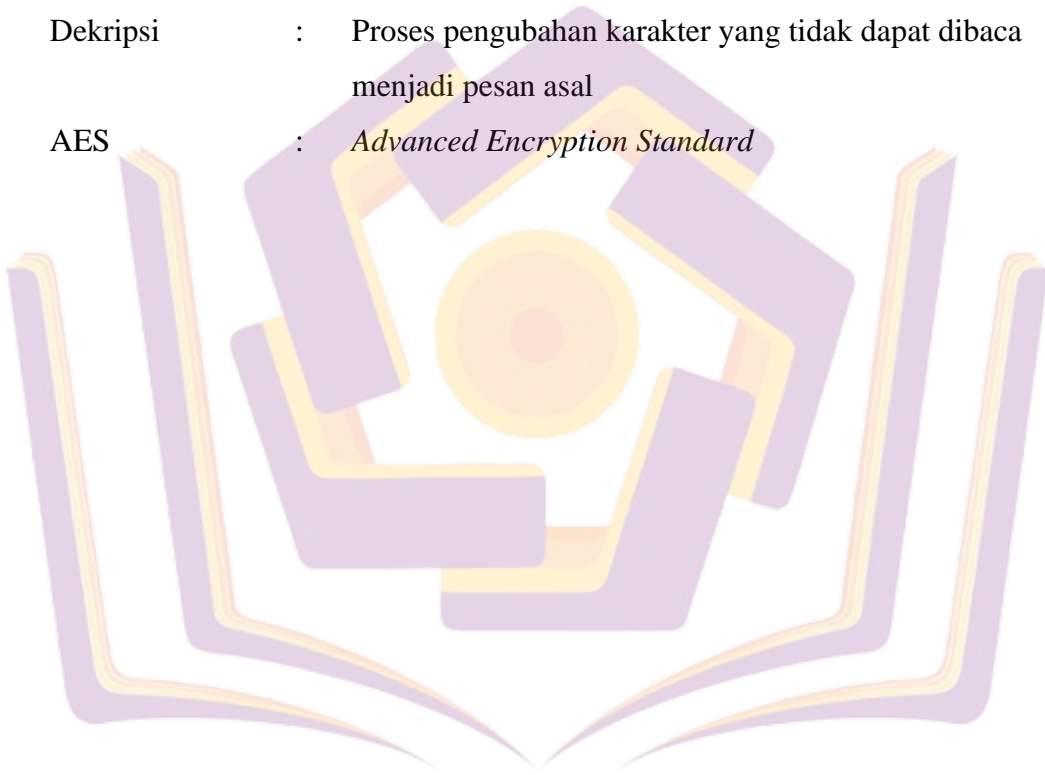 Dekripsi : Proses pengubahan karakter yang tidak dapat dibaca
menjadi pesan asal
AES : Advanced Encryption Standard